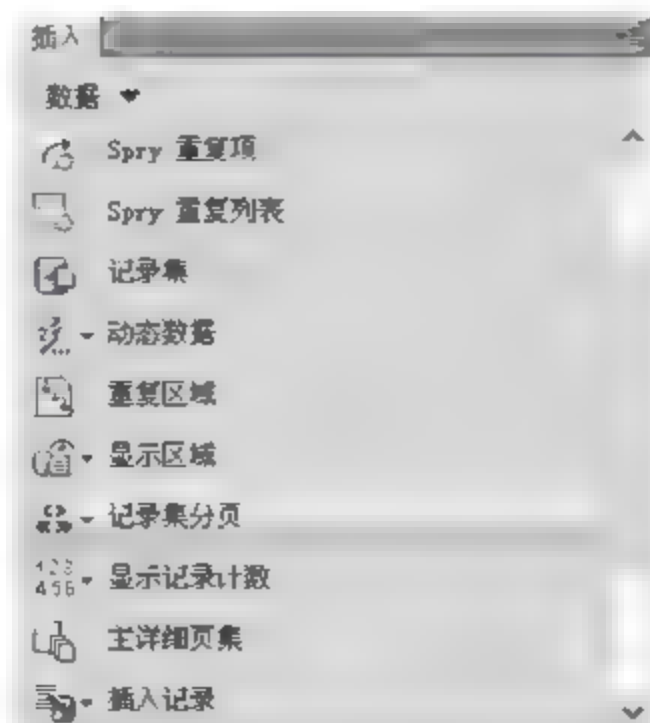 插入
数据
Spry 重复项
Spry 重复列表
记录集
动态数据
重复区域
显示区域
记录集分页
123
456
显示记录计数
主详细页集
插入记录